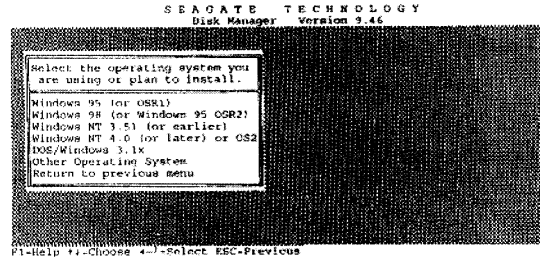 SEAGATE TECHNOLOGY
Disk Manager Version 9.46
Select the operating system you
are using or plan to install.
Windows 95 (or OSR1)
Windows 98 (or Windows 95 OSR2)
Windows NT 3.51 (or earlier)
Windows NT 4.0 (or later) or OS2
DOS/Windows 3.1x
Other Operating System
Return to previous menu
F1-Help ↑↓-Choose ←┘-Select ESC-Previous